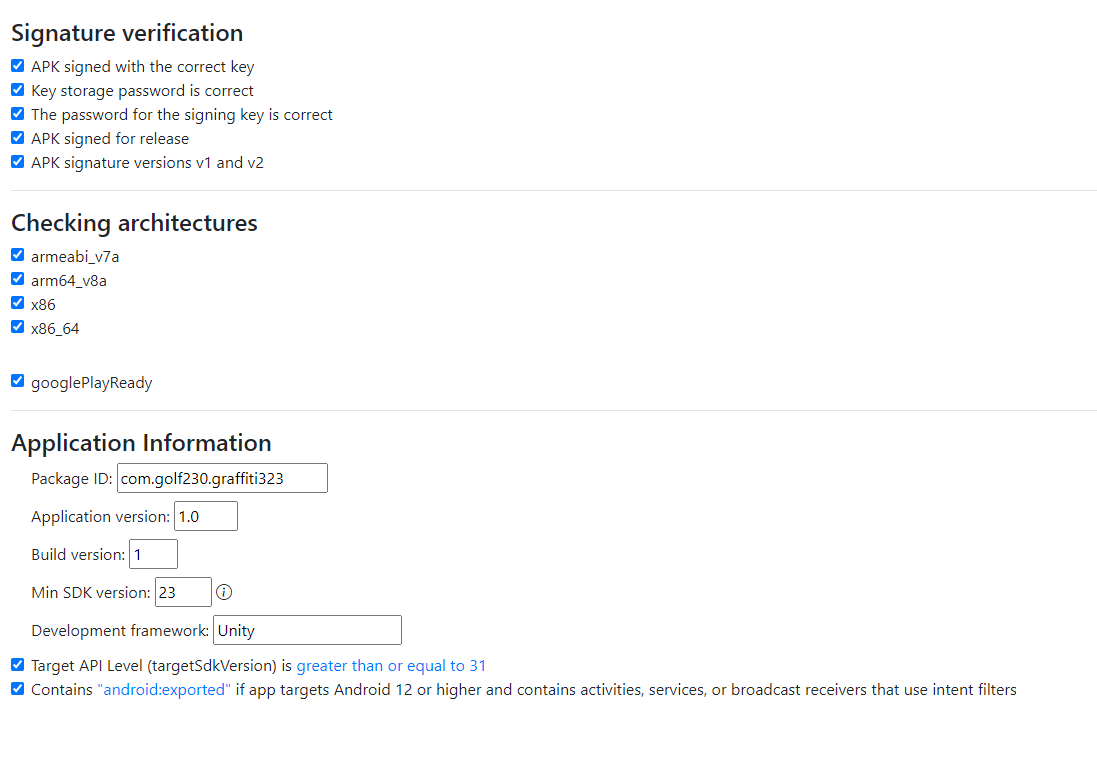 Signature verification
APK signed with the correct key
Key storage password is correct
The password for the signing key is correct
APK signed for release
APK signature versions v1 and v2
Checking architectures
armeabi_v7a
arm64_v8a
x86
x86_64
googlePlayReady
Application Information
Package ID: com.golf230.graffiti323
Application version: 1.0
Build version: 1
Min SDK version: 23
Development framework: Unity
Target API Level (targetSdkVersion) is greater than or equal to 31
Contains "android:exported" if app targets Android 12 or higher and contains activities, services, or broadcast receivers that use intent filters